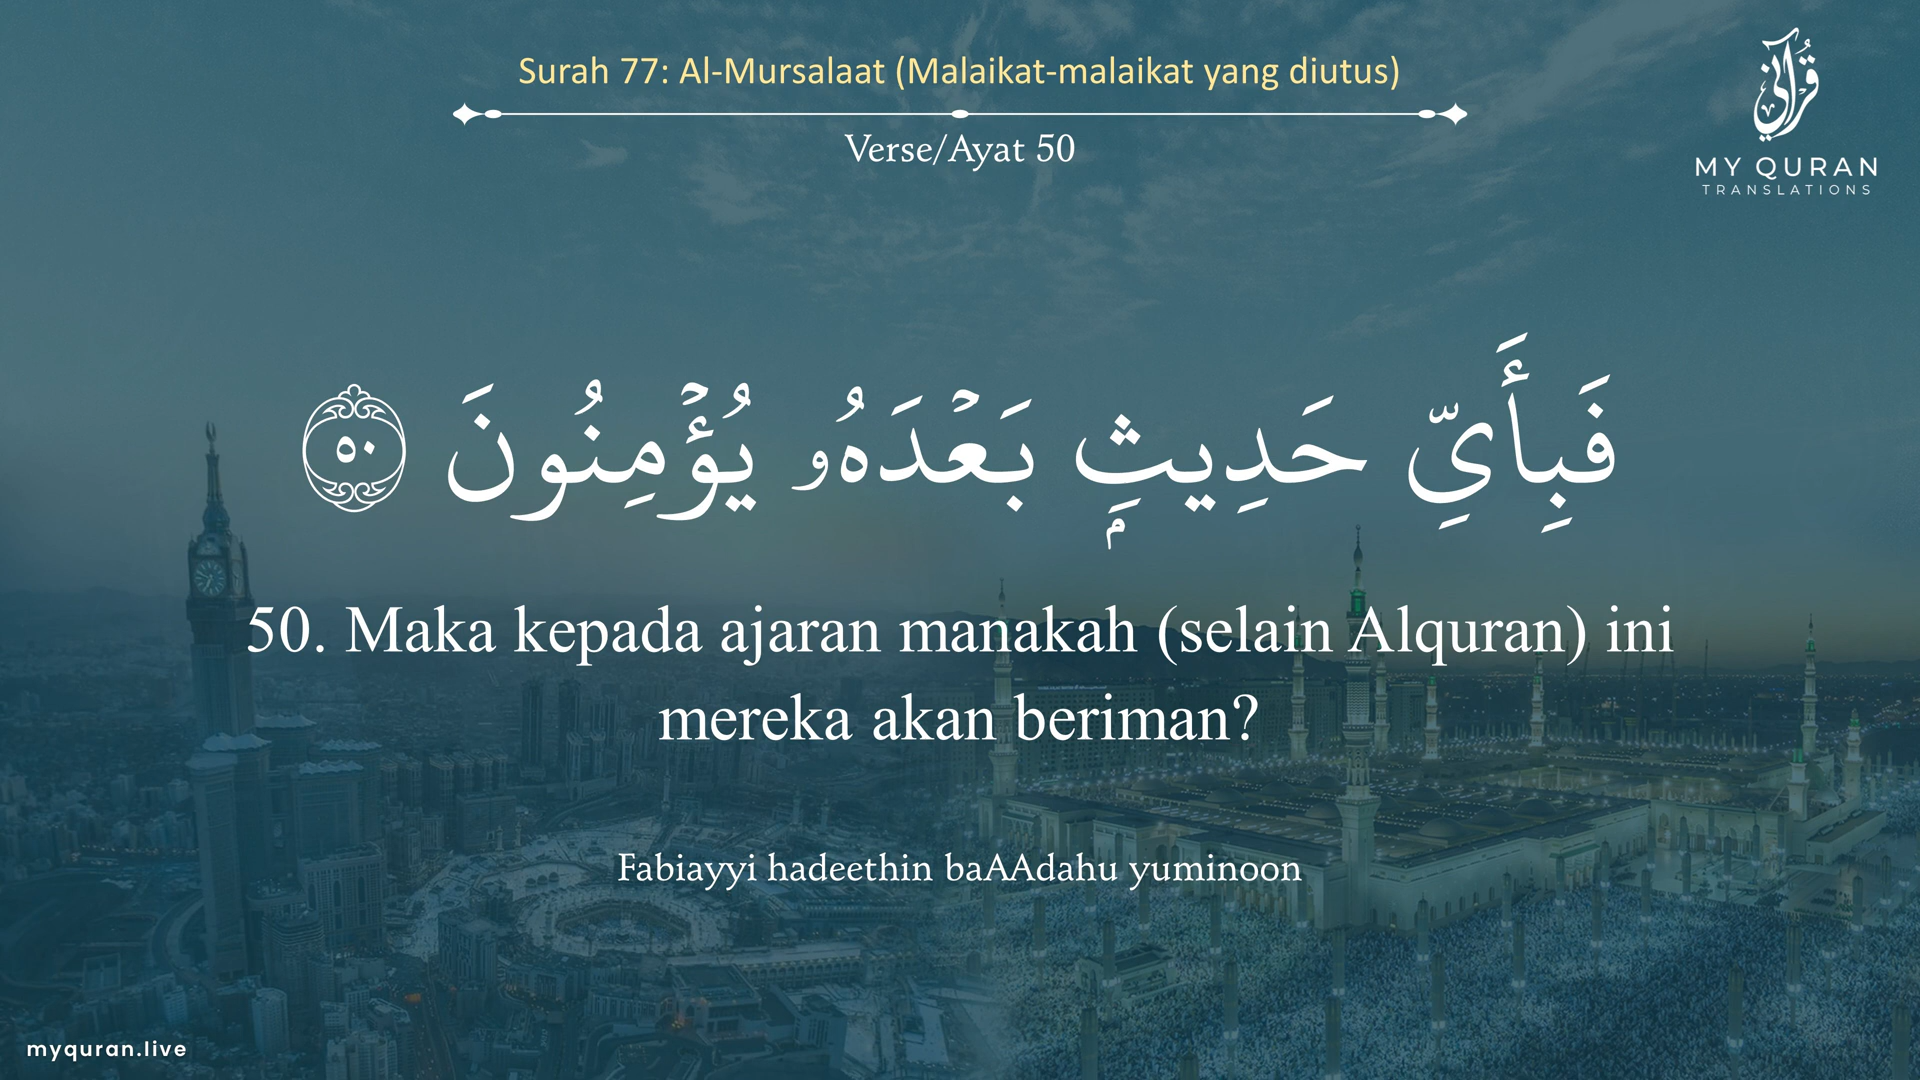 Surah 77: Al-Mursalaat (Malaikat-malaikat yang diutus)
Verse/Ayat 50
قرآني
MY QURAN
TRANSLATIONS
فَبِأَيِّ حَدِيثٍۭ بَعۡدَهُۥ يُؤۡمِنُونَ ٥٠
50. Maka kepada ajaran manakah (selain Alquran) ini
mereka akan beriman?
Fabiayyi hadeethin baAAdahu yuminoon
myquran.live